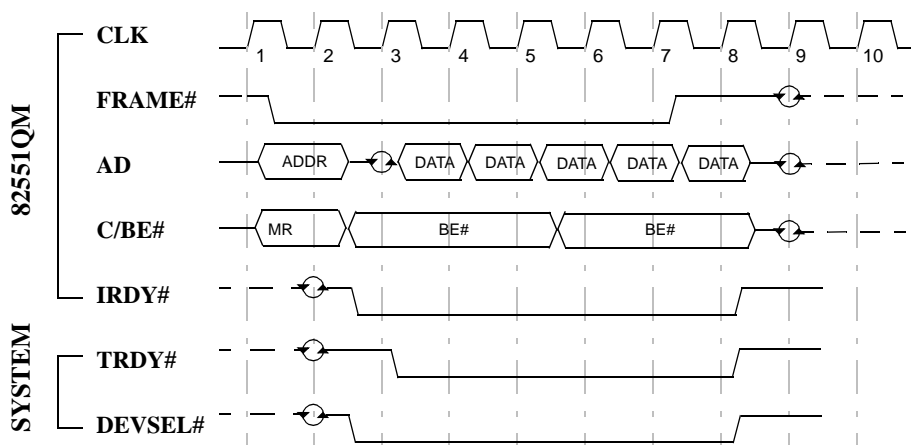 82551QM
CLK
1 2 3 4 5 6 7 8 9 10
FRAME#
AD
ADDR DATA DATA DATA DATA DATA
C/BE#
MR BE# BE#
IRDY#
SYSTEM
TRDY#
DEVSEL#